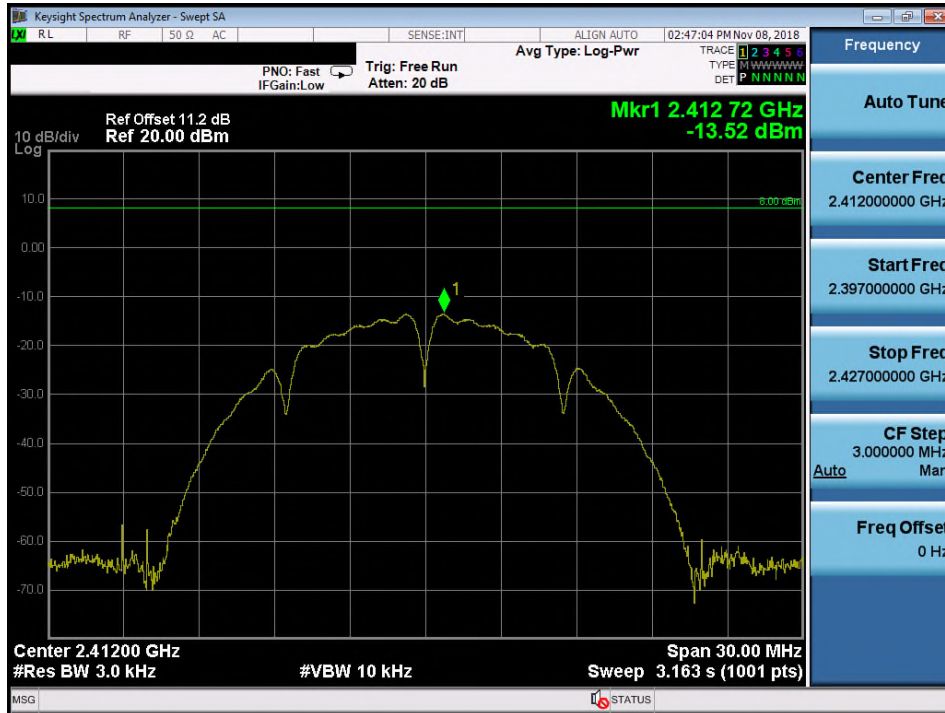 Keysight Spectrum Analyzer - Swept SA
LXI RL RF 50 Ω AC SENSE:INT ALIGN AUTO 02:47:04 PM Nov 08, 2018
Avg Type: Log-Pwr TRACE 1 2 3 4 5 6
PNO: Fast Trig: Free Run TYPE M WWWWW
IFGain:Low Atten: 20 dB DET P N N N N N
Mkr1 2.412 72 GHz
-13.52 dBm
Ref Offset 11.2 dB
10 dB/div Ref 20.00 dBm
Log
10.0
8.00 dBm
0.00
-10.0
1
-20.0
-30.0
-40.0
-50.0
-60.0
-70.0
Center 2.41200 GHz Span 30.00 MHz
#Res BW 3.0 kHz #VBW 10 kHz Sweep 3.163 s (1001 pts)
MSG STATUS
Frequency
Auto Tune
Center Freq
2.412000000 GHz
Start Freq
2.397000000 GHz
Stop Freq
2.427000000 GHz
CF Step
3.000000 MHz
Auto Man
Freq Offset
0 Hz